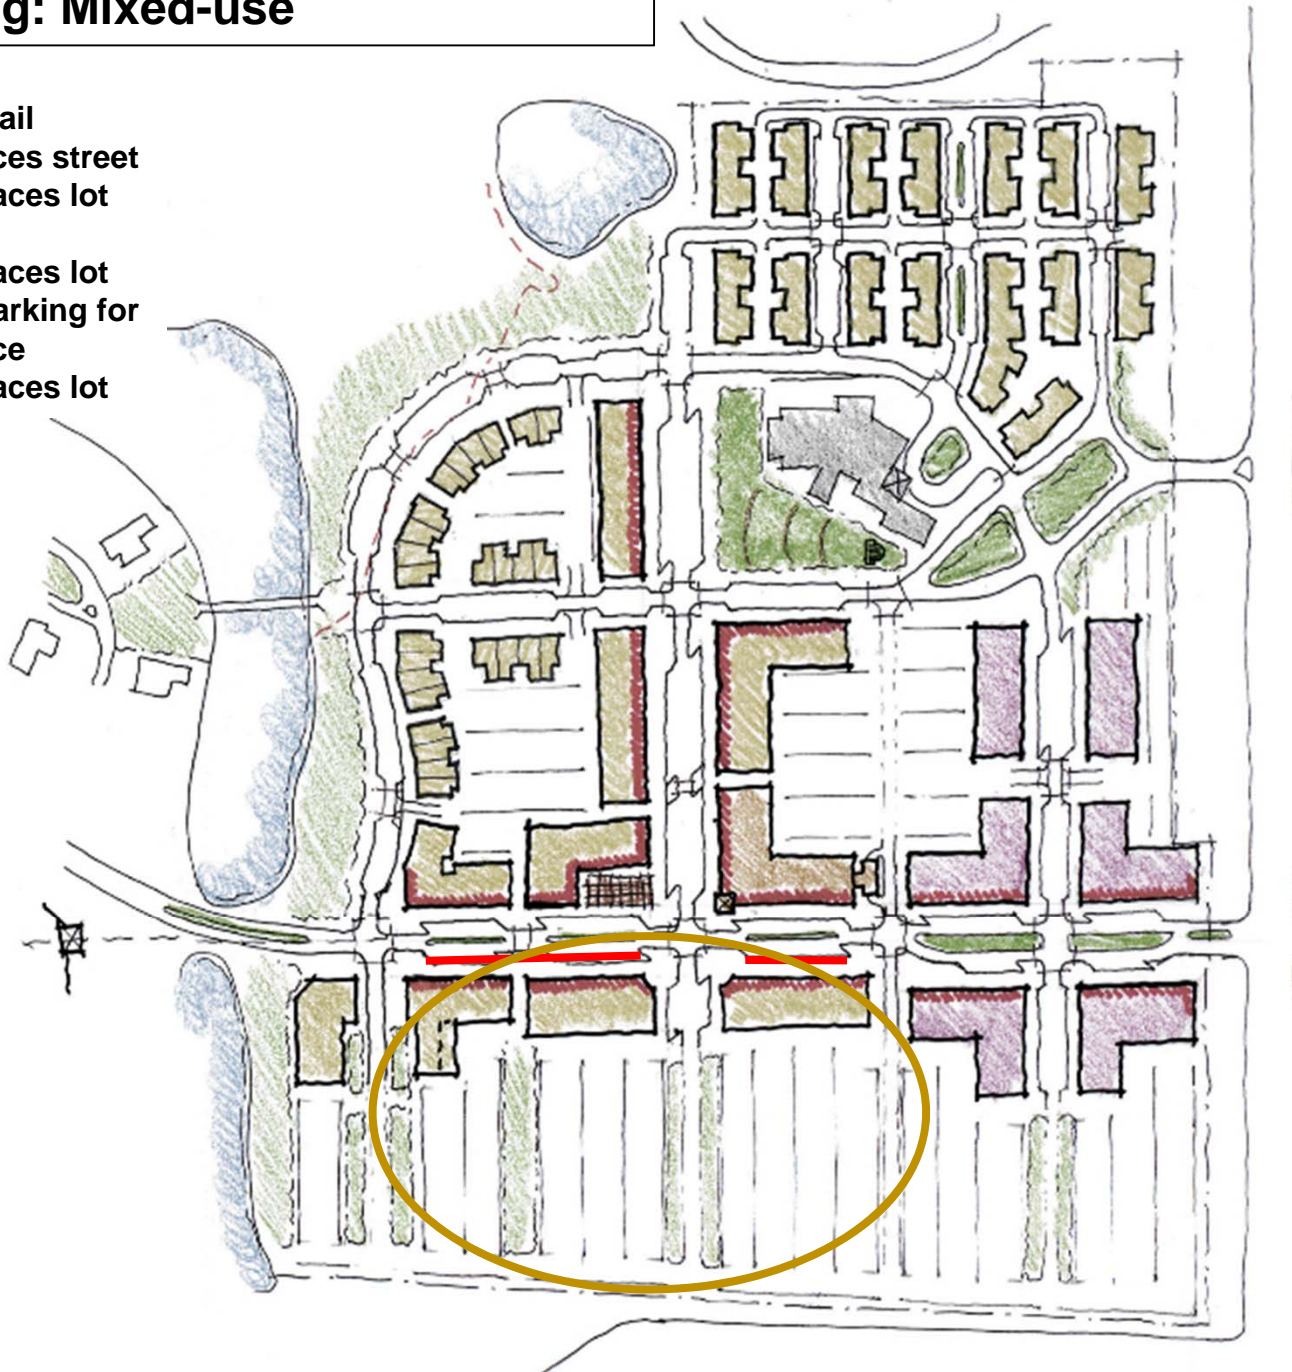 g: Mixed-use
ail
ces street
aces lot
aces lot
arking for
ce
aces lot